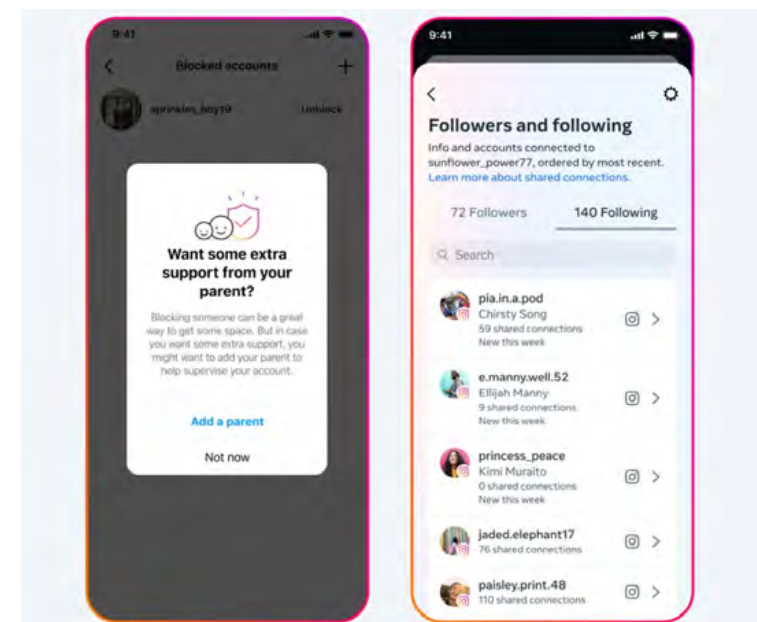 9:41
Blocked accounts
sprinkles_boy19 Unblock
Want some extra
support from your
parent?
Blocking someone can be a great
way to get some space. But in case
you want some extra support, you
might want to add your parent to
help supervise your account.
Add a parent
Not now
9:41
Followers and following
Info and accounts connected to
sunflower_power77, ordered by most recent.
Learn more about shared connections.
72 Followers 140 Following
Search
pia.in.a.pod
Chirsty Song
59 shared connections
New this week
e.manny.well.52
Ellijah Manny
9 shared connections
New this week
princess_peace
Kimi Muraito
0 shared connections
New this week
jaded.elephant17
76 shared connections
paisley.print.48
110 shared connections